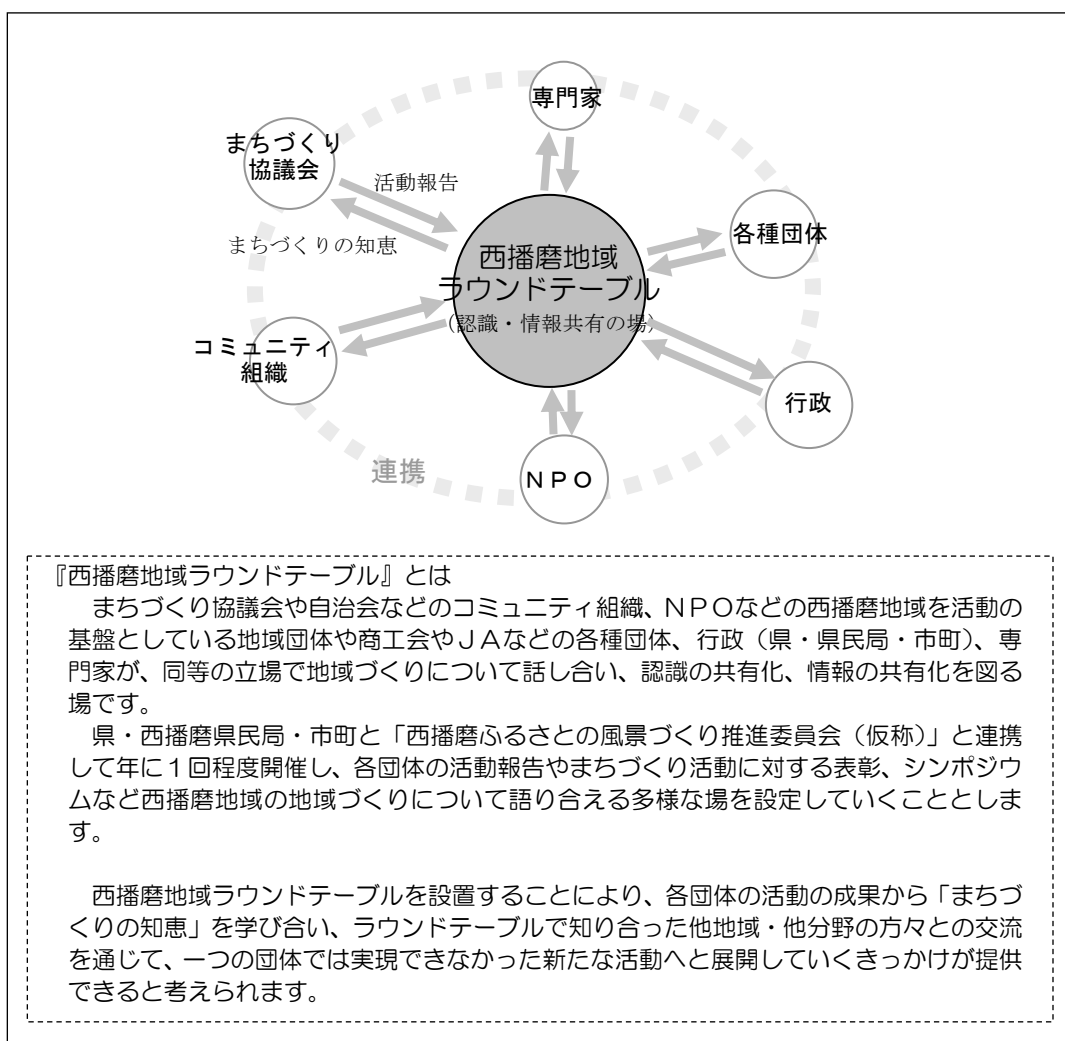 専門家
まちづくり
協議会
活動報告
まちづくりの知恵
各種団体
西播磨地域
ラウンドテーブル
(認識・情報共有の場)
コミュニティ
組織
行政
NPO
連携
『西播磨地域ラウンドテーブル』とは
まちづくり協議会や自治会などのコミュニティ組織、NPOなどの西播磨地域を活動の
基盤としている地域団体や商工会やJAなどの各種団体、行政（県・県民局・市町）、専
門家が、同等の立場で地域づくりについて話し合い、認識の共有化、情報の共有化を図る
場です。
県・西播磨県民局・市町と「西播磨ふるさとの風景づくり推進委員会（仮称）」と連携
して年に１回程度開催し、各団体の活動報告やまちづくり活動に対する表彰、シンポジウ
ムなど西播磨地域の地域づくりについて語り合える多様な場を設定していくこととしま
す。
西播磨地域ラウンドテーブルを設置することにより、各団体の活動の成果から「まちづ
くりの知恵」を学び合い、ラウンドテーブルで知り合った他地域・他分野の方々との交流
を通じて、一つの団体では実現できなかった新たな活動へと展開していくきっかけが提供
できると考えられます。